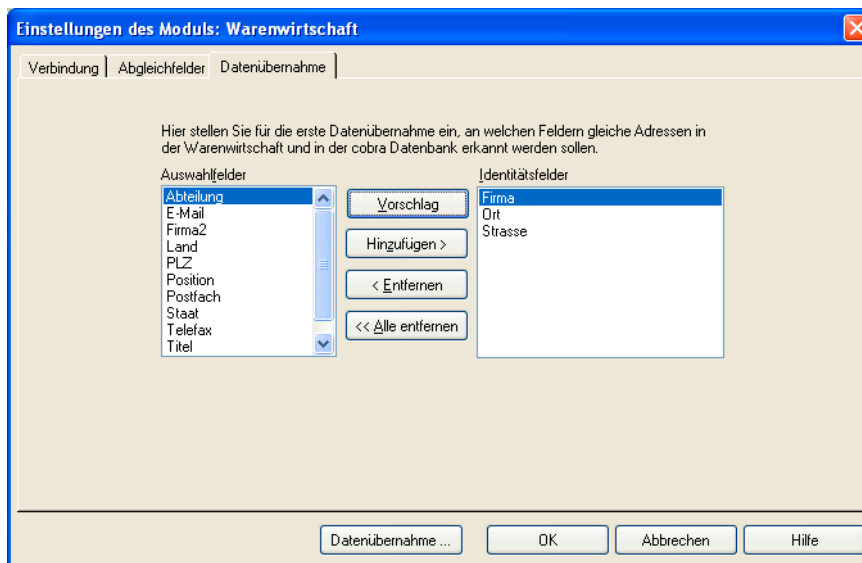 Einstellungen des Moduls: Warenwirtschaft
Verbindung
Abgleichfelder
Datenübernahme
Hier stellen Sie für die erste Datenübernahme ein, an welchen Feldern gleiche Adressen in
der Warenwirtschaft und in der cobra Datenbank erkannt werden sollen.
Auswahlfelder
Abteilung
E-Mail
Firma2
Land
PLZ
Position
Postfach
Staat
Telefax
Titel
Vorschlag
Hinzufügen >
< Entfernen
<< Alle entfernen
Identitätsfelder
Firma
Ort
Strasse
Datenübernahme ...
OK
Abbrechen
Hilfe